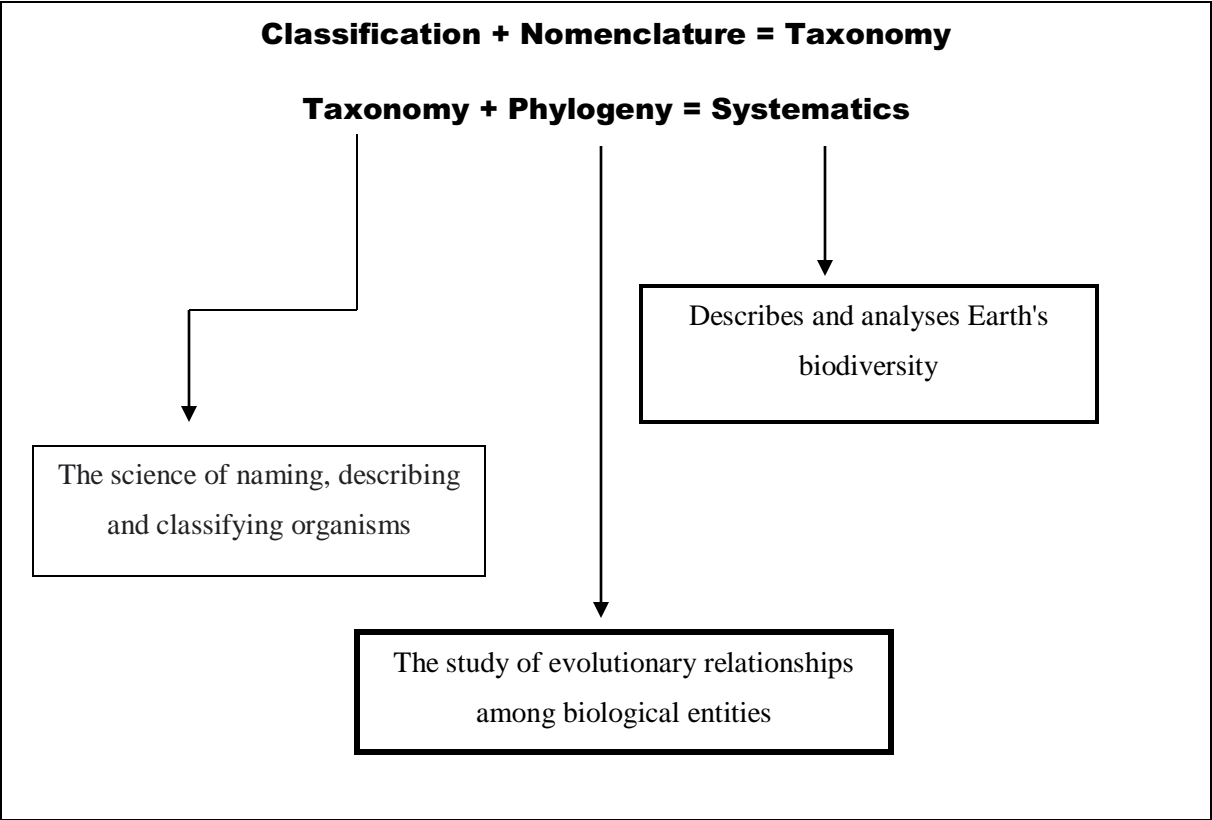 Classification + Nomenclature = Taxonomy
Taxonomy + Phylogeny = Systematics
Describes and analyses Earth's
biodiversity
The science of naming, describing
and classifying organisms
The study of evolutionary relationships
among biological entities